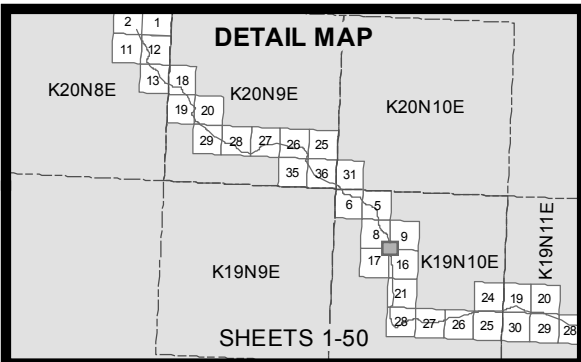 DETAIL MAP
2 1
11 12
K20N8E
13 18
K20N9E
K20N10E
19 20
29 28 27 26 25
35 36 31
6 5
8 9
K19N11E
K19N9E
17 16
K19N10E
21
24 19 20
28 27 26 25 30 29 28
SHEETS 1-50